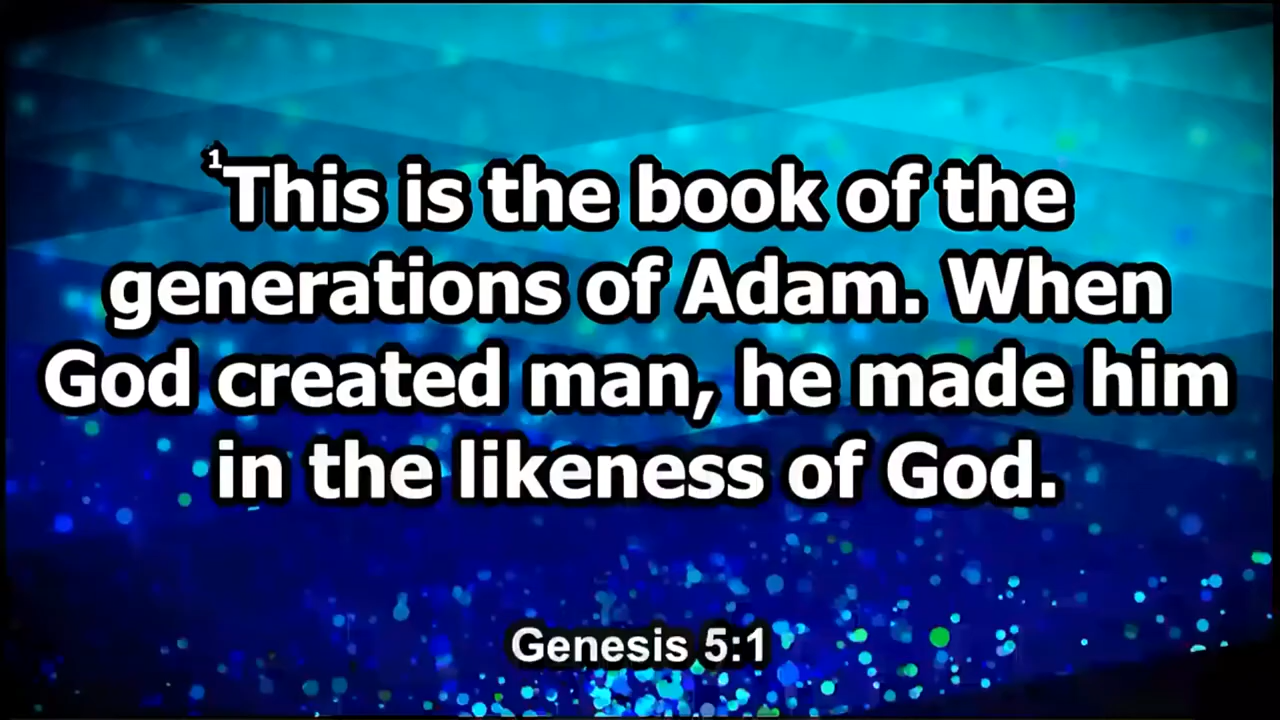 ¹This is the book of the
generations of Adam. When
God created man, he made him
in the likeness of God.
Genesis 5:1